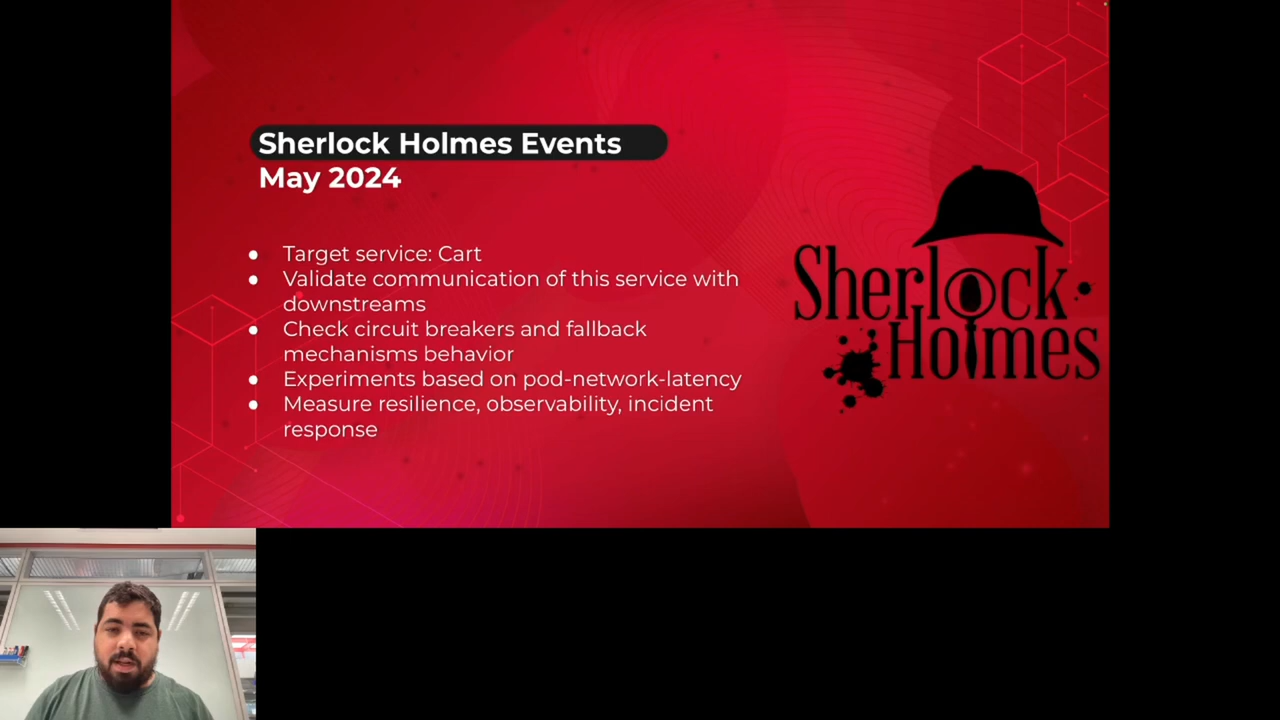 Sherlock Holmes Events
May 2024
● Target service: Cart
● Validate communication of this service with
downstreams
● Check circuit breakers and fallback
mechanisms behavior
● Experiments based on pod-network-latency
● Measure resilience, observability, incident
response
Sherlock
Holmes